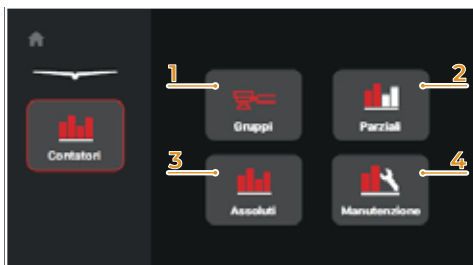 1
2
Gruppi
Parziali
Contatori
3
4
Assoluti
Manutenzione